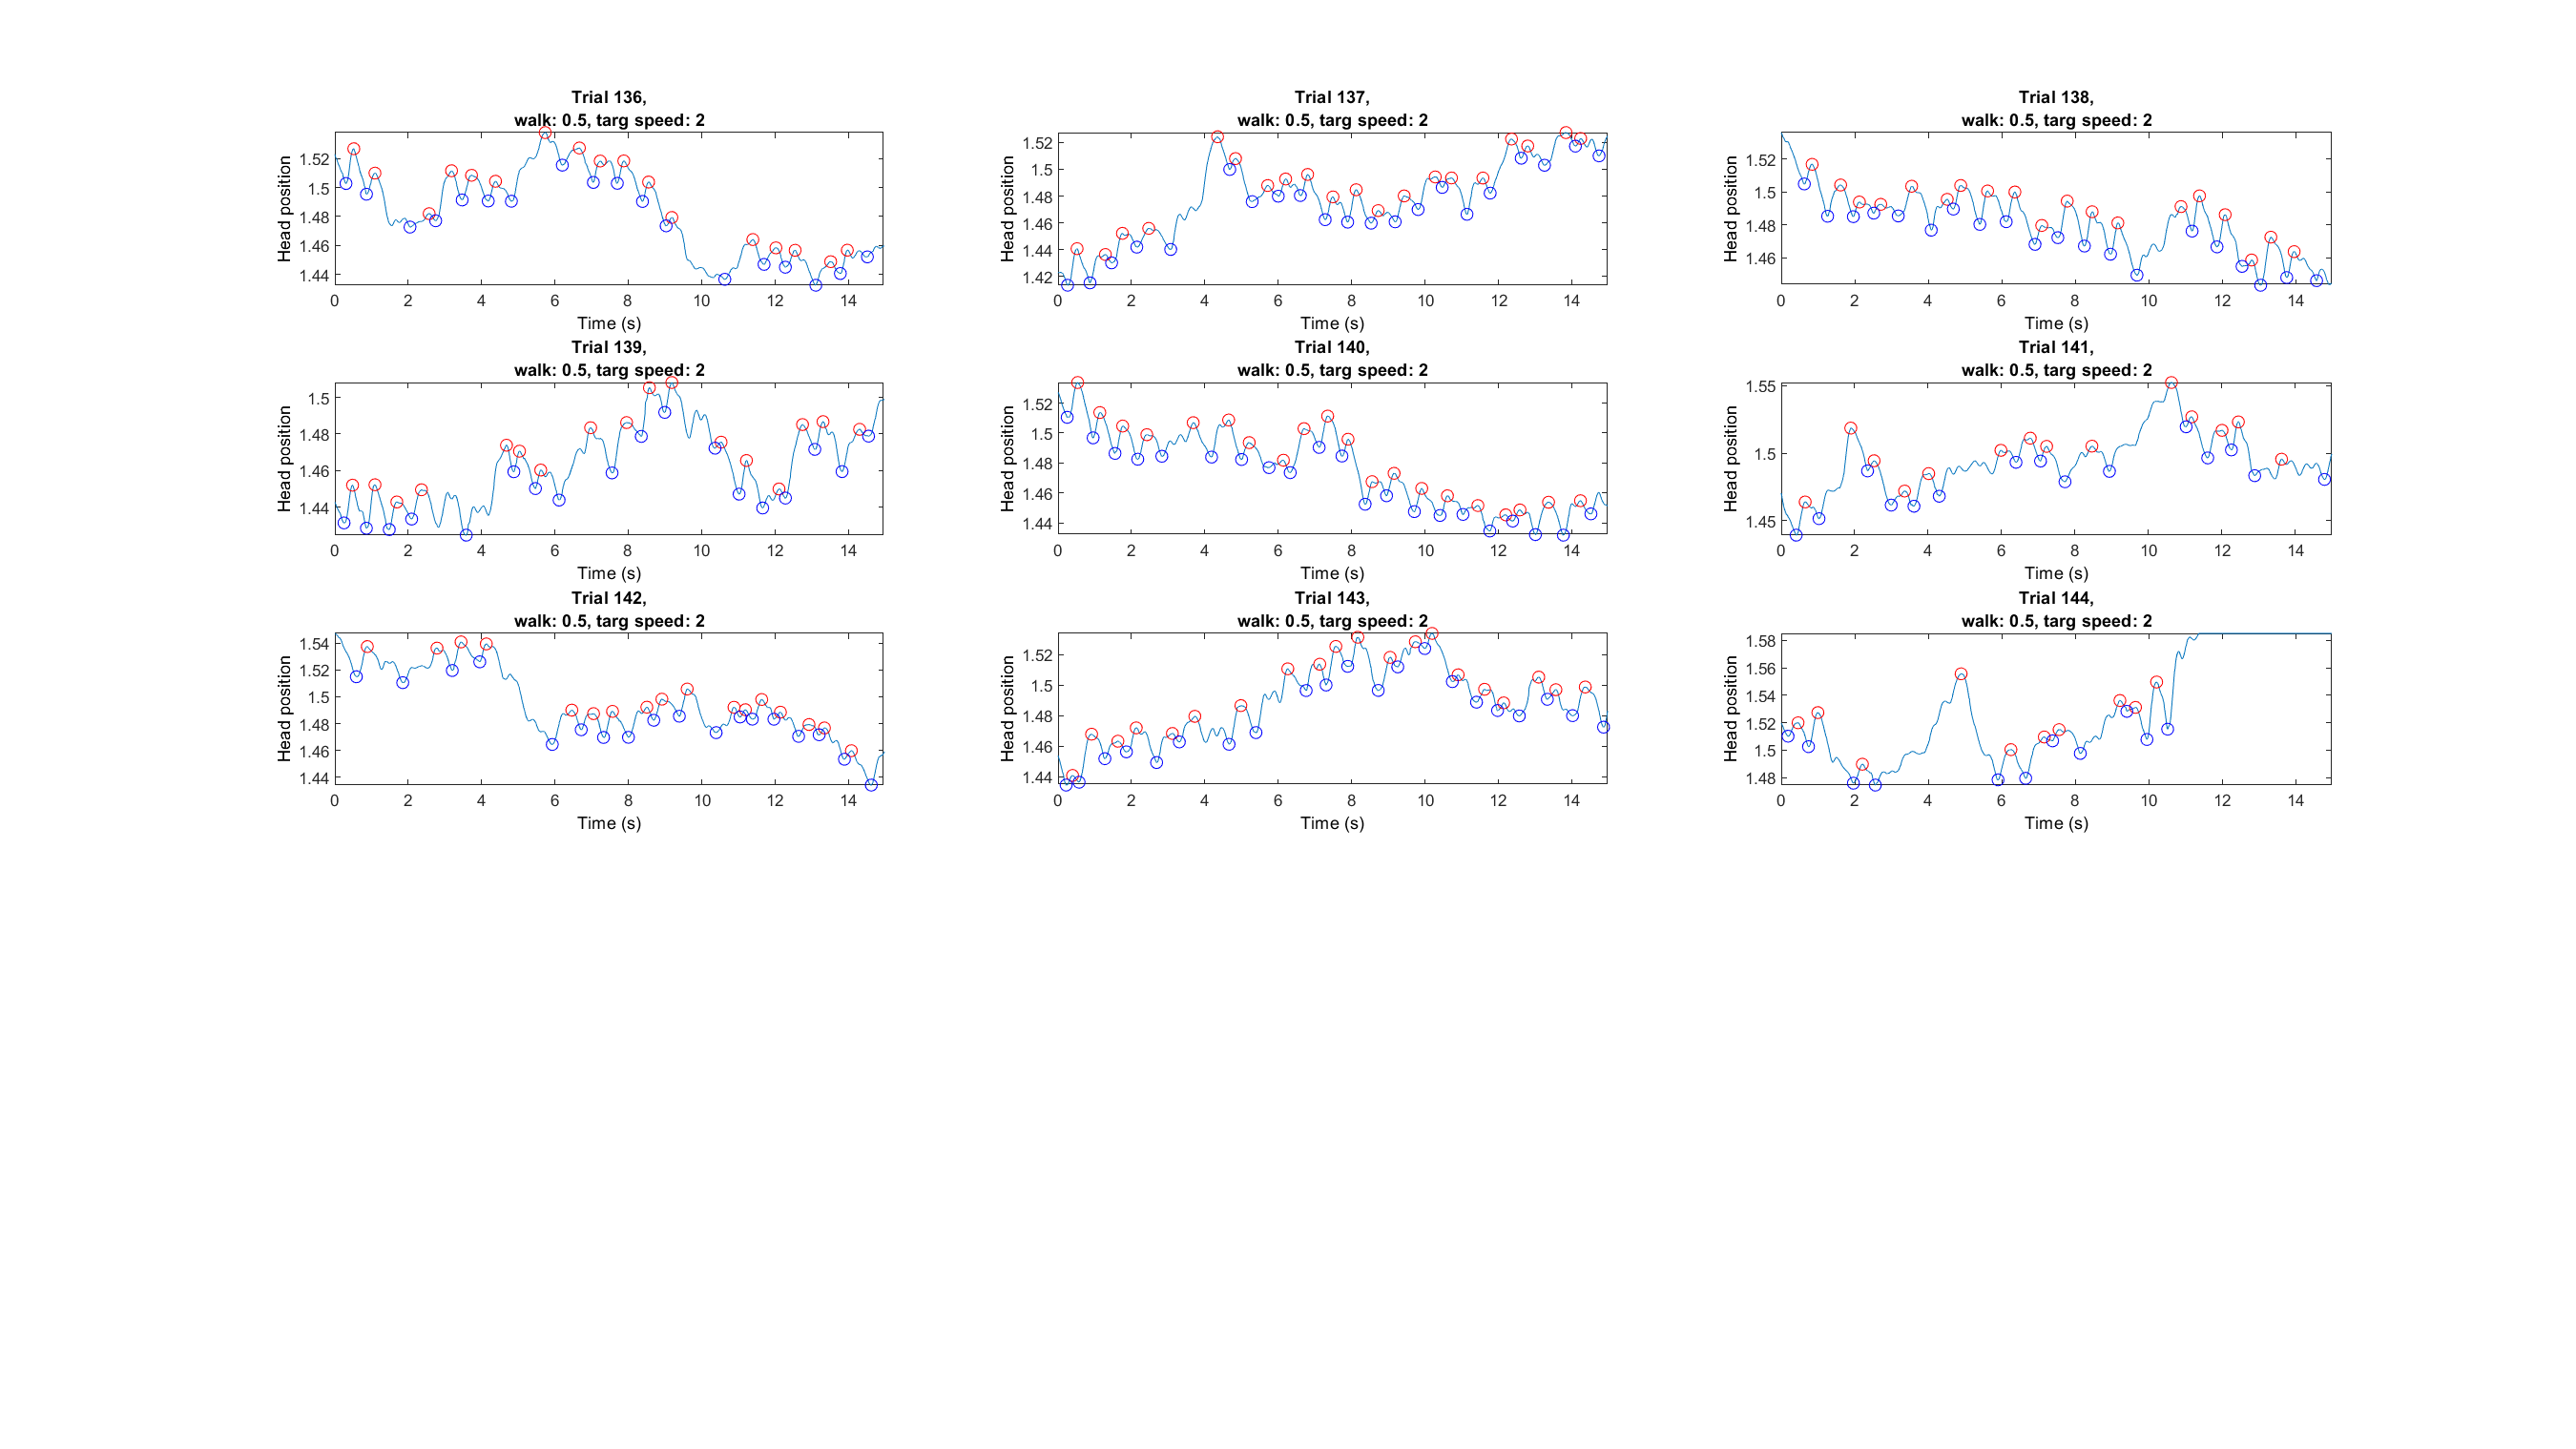 Trial 136,
walk: 0.5, targ speed: 2
Head position
1.52
1.5
1.48
1.46
1.44
0 2 4 6 8 10 12 14
Time (s)
Trial 137,
walk: 0.5, targ speed: 2
Head position
1.52
1.5
1.48
1.46
1.44
1.42
0 2 4 6 8 10 12 14
Time (s)
Trial 138,
walk: 0.5, targ speed: 2
Head position
1.52
1.5
1.48
1.46
0 2 4 6 8 10 12 14
Time (s)
Trial 139,
walk: 0.5, targ speed: 2
Head position
1.5
1.48
1.46
1.44
0 2 4 6 8 10 12 14
Time (s)
Trial 140,
walk: 0.5, targ speed: 2
Head position
1.52
1.5
1.48
1.46
1.44
0 2 4 6 8 10 12 14
Time (s)
Trial 141,
walk: 0.5, targ speed: 2
Head position
1.55
1.5
1.45
0 2 4 6 8 10 12 14
Time (s)
Trial 142,
walk: 0.5, targ speed: 2
Head position
1.54
1.52
1.5
1.48
1.46
1.44
0 2 4 6 8 10 12 14
Time (s)
Trial 143,
walk: 0.5, targ speed: 2
Head position
1.52
1.5
1.48
1.46
1.44
0 2 4 6 8 10 12 14
Time (s)
Trial 144,
walk: 0.5, targ speed: 2
Head position
1.58
1.56
1.54
1.52
1.5
1.48
0 2 4 6 8 10 12 14
Time (s)